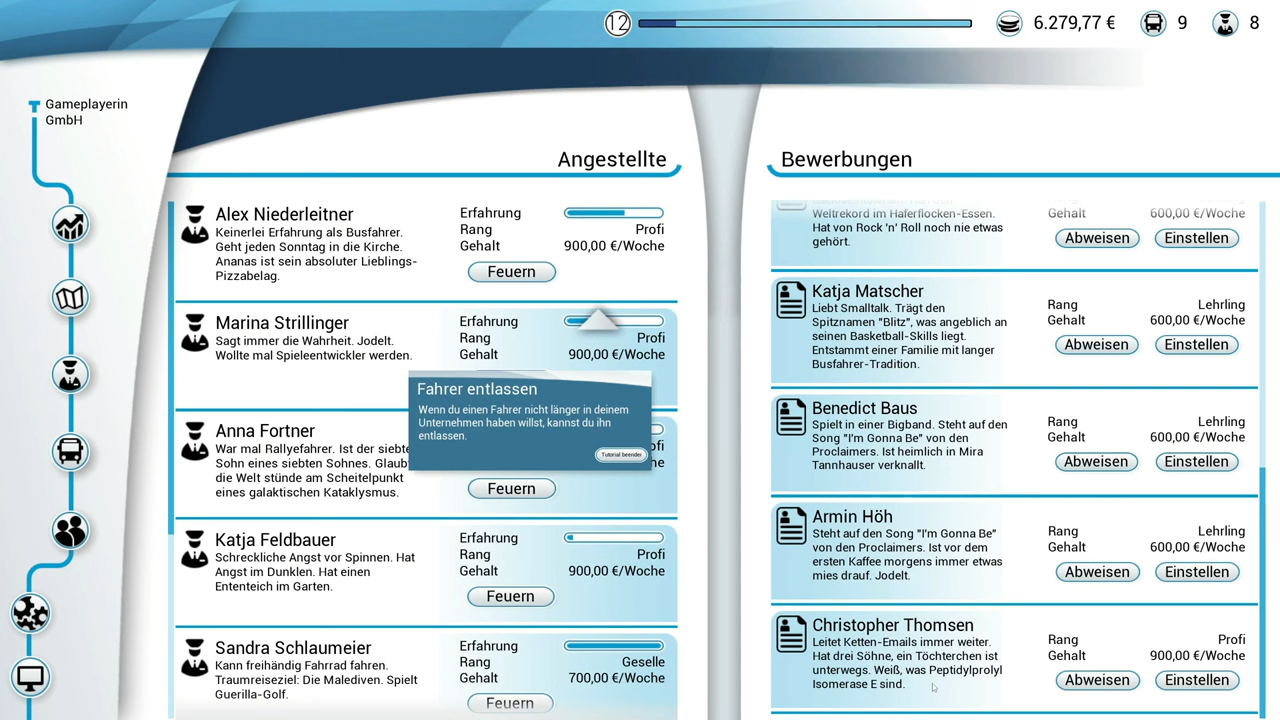 12
6.279,77 €
9
8
Gameplayerin
GmbH
Angestellte
Alex Niederleitner
Keinerlei Erfahrung als Busfahrer.
Geht jeden Sonntag in die Kirche.
Ananas ist sein absoluter Lieblings-
Pizzabelag.
Erfahrung
Rang Profi
Gehalt 900,00 €/Woche
Feuern
Marina Strillinger
Sagt immer die Wahrheit. Jodelt.
Wollte mal Spieleentwickler werden.
Erfahrung
Rang Profi
Gehalt 900,00 €/Woche
Fahrer entlassen
Wenn du einen Fahrer nicht länger in deinem
Unternehmen haben willst, kannst du ihn
entlassen.
Tutorial beenden
Anna Fortner
War mal Rallyefahrer. Ist der siebte
Sohn eines siebten Sohnes. Glaubt
die Welt stünde am Scheitelpunkt
eines galaktischen Kataklysmus.
Feuern
Katja Feldbauer
Schreckliche Angst vor Spinnen. Hat
Angst im Dunklen. Hat einen
Ententeich im Garten.
Erfahrung
Rang Profi
Gehalt 900,00 €/Woche
Feuern
Sandra Schlaumeier
Kann freihändig Fahrrad fahren.
Traumreiseziel: Die Malediven. Spielt
Guerilla-Golf.
Erfahrung
Rang Geselle
Gehalt 700,00 €/Woche
Feuern
Bewerbungen
Weltrekord im Haferflocken-Essen.
Hat von Rock 'n' Roll noch nie etwas
gehört.
Gehalt 600,00 €/Woche
Abweisen Einstellen
Katja Matscher
Liebt Smalltalk. Trägt den
Spitznamen "Blitz", was angeblich an
seinen Basketball-Skills liegt.
Entstammt einer Familie mit langer
Busfahrer-Tradition.
Rang Lehrling
Gehalt 600,00 €/Woche
Abweisen Einstellen
Benedict Baus
Spielt in einer Bigband. Steht auf den
Song "I'm Gonna Be" von den
Proclaimers. Ist heimlich in Mira
Tannhauser verknallt.
Rang Lehrling
Gehalt 600,00 €/Woche
Abweisen Einstellen
Armin Höh
Steht auf den Song "I'm Gonna Be"
von den Proclaimers. Ist vor dem
ersten Kaffee morgens immer etwas
mies drauf. Jodelt.
Rang Lehrling
Gehalt 600,00 €/Woche
Abweisen Einstellen
Christopher Thomsen
Leitet Ketten-Emails immer weiter.
Hat drei Söhne, ein Töchterchen ist
unterwegs. Weiß, was Peptidylprolyl
Isomerase E sind.
Rang Profi
Gehalt 900,00 €/Woche
Abweisen Einstellen